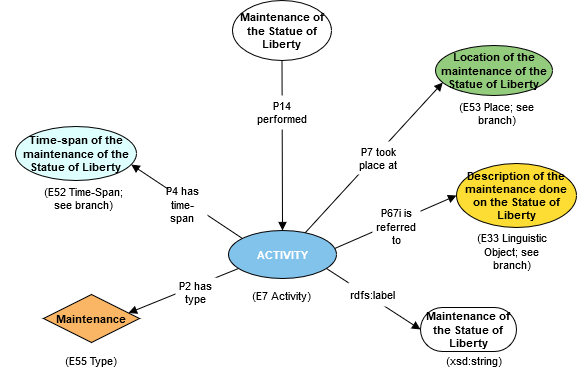 Maintenance of
the Statue of
Liberty
P14
performed
Location of the
maintenance of the
Statue of Liberty
(E53 Place; see
branch)
Time-span of the
maintenance of the
Statue of Liberty
(E52 Time-Span;
see branch)
P7 took
place at
P4 has
time-
span
Description of the
maintenance done
on the Statue of
Liberty
(E33 Linguistic
Object; see
branch)
P67i is
referred
to
ACTIVITY
(E7 Activity)
P2 has
type
rdfs:label
Maintenance
(E55 Type)
Maintenance of
the Statue of
Liberty
(xsd:string)